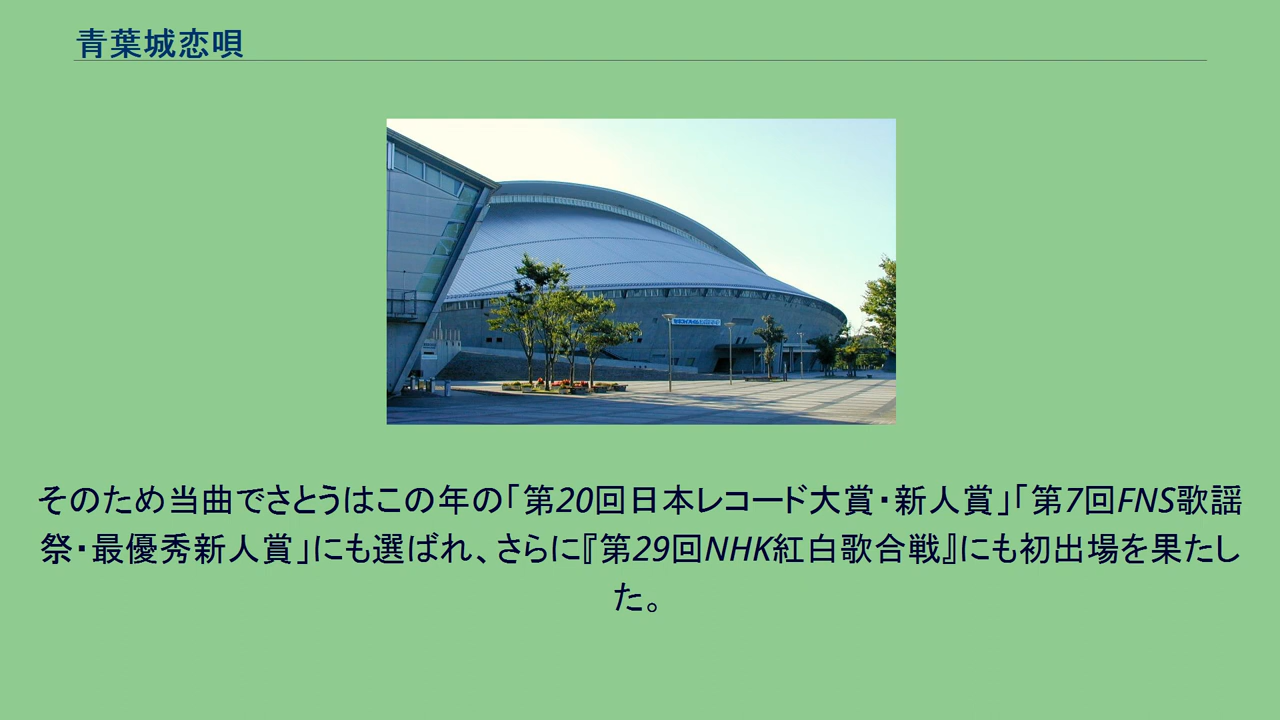 青葉城恋唄
そのため当曲でさとうはこの年の「第20回日本レコード大賞・新人賞」「第7回FNS歌謡
祭・最優秀新人賞」にも選ばれ、さらに『第29回NHK紅白歌合戦』にも初出場を果たし
た。